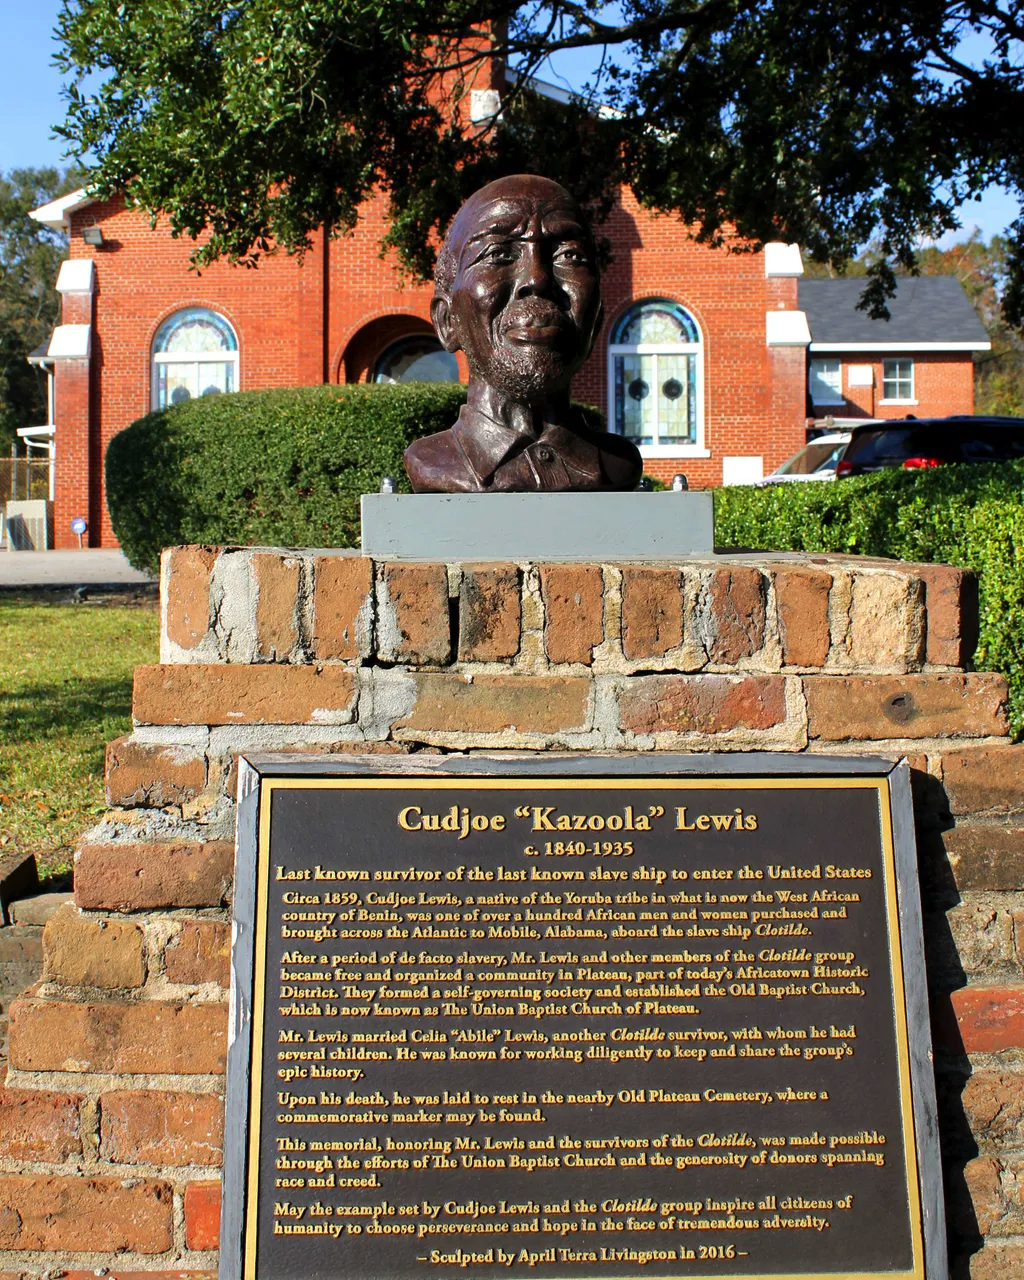 Cudjoe “Kazoola” Lewis
c. 1840-1935
Last known survivor of the last known slave ship to enter the United States
Circa 1859, Cudjoe Lewis, a native of the Yoruba tribe in what is now the West African
country of Benin, was one of over a hundred African men and women purchased and
brought across the Atlantic to Mobile, Alabama, aboard the slave ship Clotilde.
After a period of de facto slavery, Mr. Lewis and other members of the Clotilde group
became free and organized a community in Plateau, part of today’s Africatown Historic
District. They formed a self-governing society and established the Old Baptist Church,
which is now known as The Union Baptist Church of Plateau.
Mr. Lewis married Celia “Abile” Lewis, another Clotilde survivor, with whom he had
several children. He was known for working diligently to keep and share the group’s
epic history.
Upon his death, he was laid to rest in the nearby Old Plateau Cemetery, where a
commemorative marker may be found.
This memorial, honoring Mr. Lewis and the survivors of the Clotilde, was made possible
through the efforts of The Union Baptist Church and the generosity of donors spanning
race and creed.
May the example set by Cudjoe Lewis and the Clotilde group inspire all citizens of
humanity to choose perseverance and hope in the face of tremendous adversity.
– Sculpted by April Terra Livingston in 2016 –